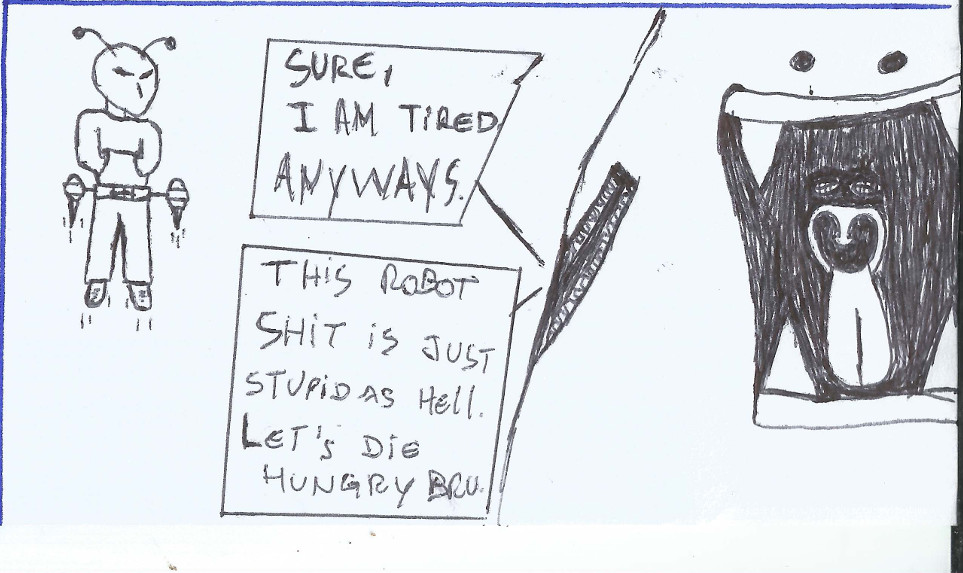 SURE,
I AM TIRED
ANYWAYS.
THIS ROBOT
SHIT IS JUST
STUPID AS HELL.
LET'S DIE
HUNGRY BRU.